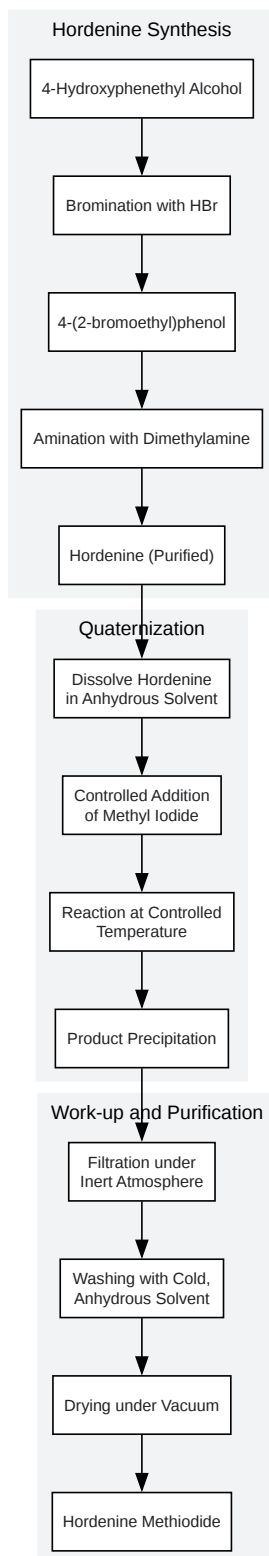 Hordenine Synthesis
4-Hydroxyphenethyl Alcohol
Bromination with HBr
4-(2-bromoethyl)phenol
Amination with Dimethylamine
Hordenine (Purified)
Quaternization
Dissolve Hordenine
in Anhydrous Solvent
Controlled Addition
of Methyl Iodide
Reaction at Controlled
Temperature
Product Precipitation
Work-up and Purification
Filtration under
Inert Atmosphere
Washing with Cold,
Anhydrous Solvent
Drying under Vacuum
Hordenine Methiodide